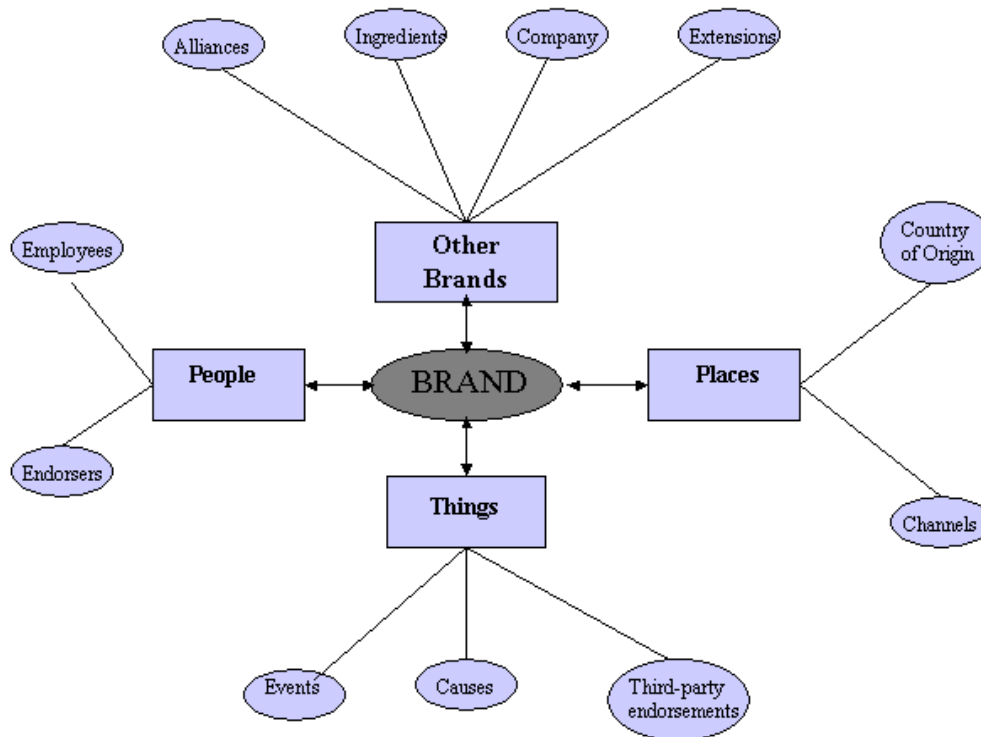 Alliances
Ingredients
Company
Extensions
Other
Brands
Employees
Country
of Origin
People
BRAND
Places
Endorsers
Things
Channels
Events
Causes
Third-party
endorsements